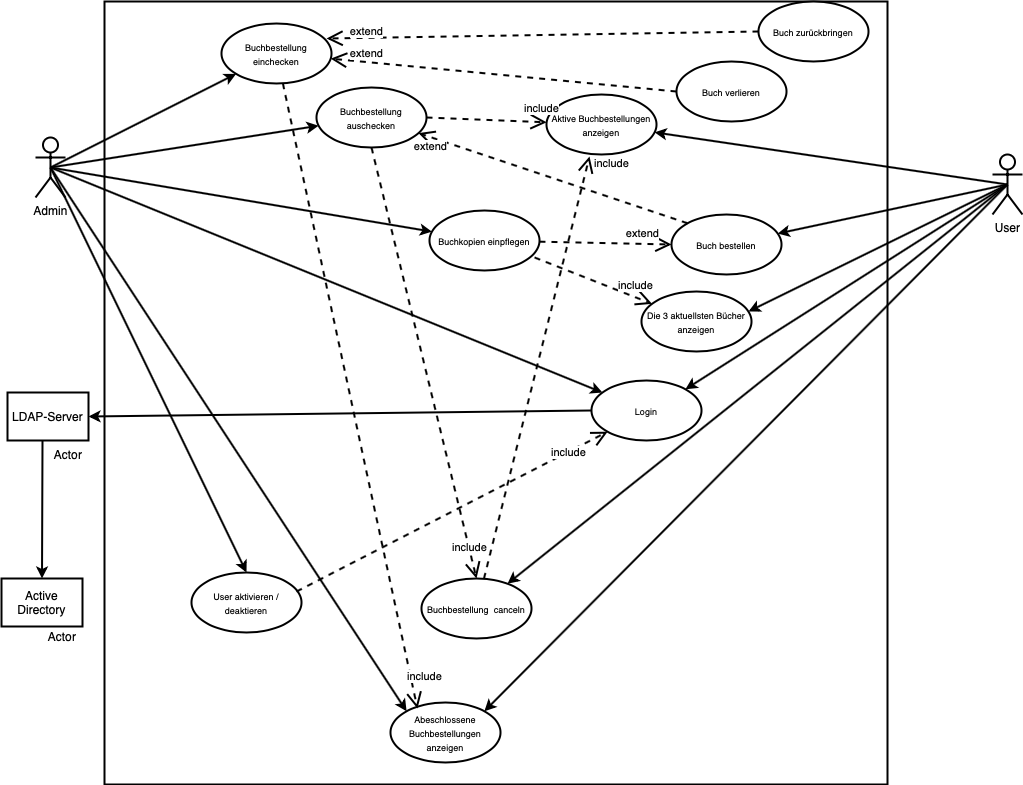 extend
Buch zurückbringen
Buchbestellung
einchecken
extend
Buch verlieren
Buchbestellung
auschecken
include
Aktive Buchbestellungen
anzeigen
extend
include
Admin
User
Buchkopien einpflegen
extend
Buch bestellen
include
Die 3 aktuellsten Bücher
anzeigen
LDAP-Server
Actor
Login
include
include
Active
Directory
Actor
User aktivieren /
deaktieren
Buchbestellung canceln
include
Abeschlossene
Buchbestellungen
anzeigen